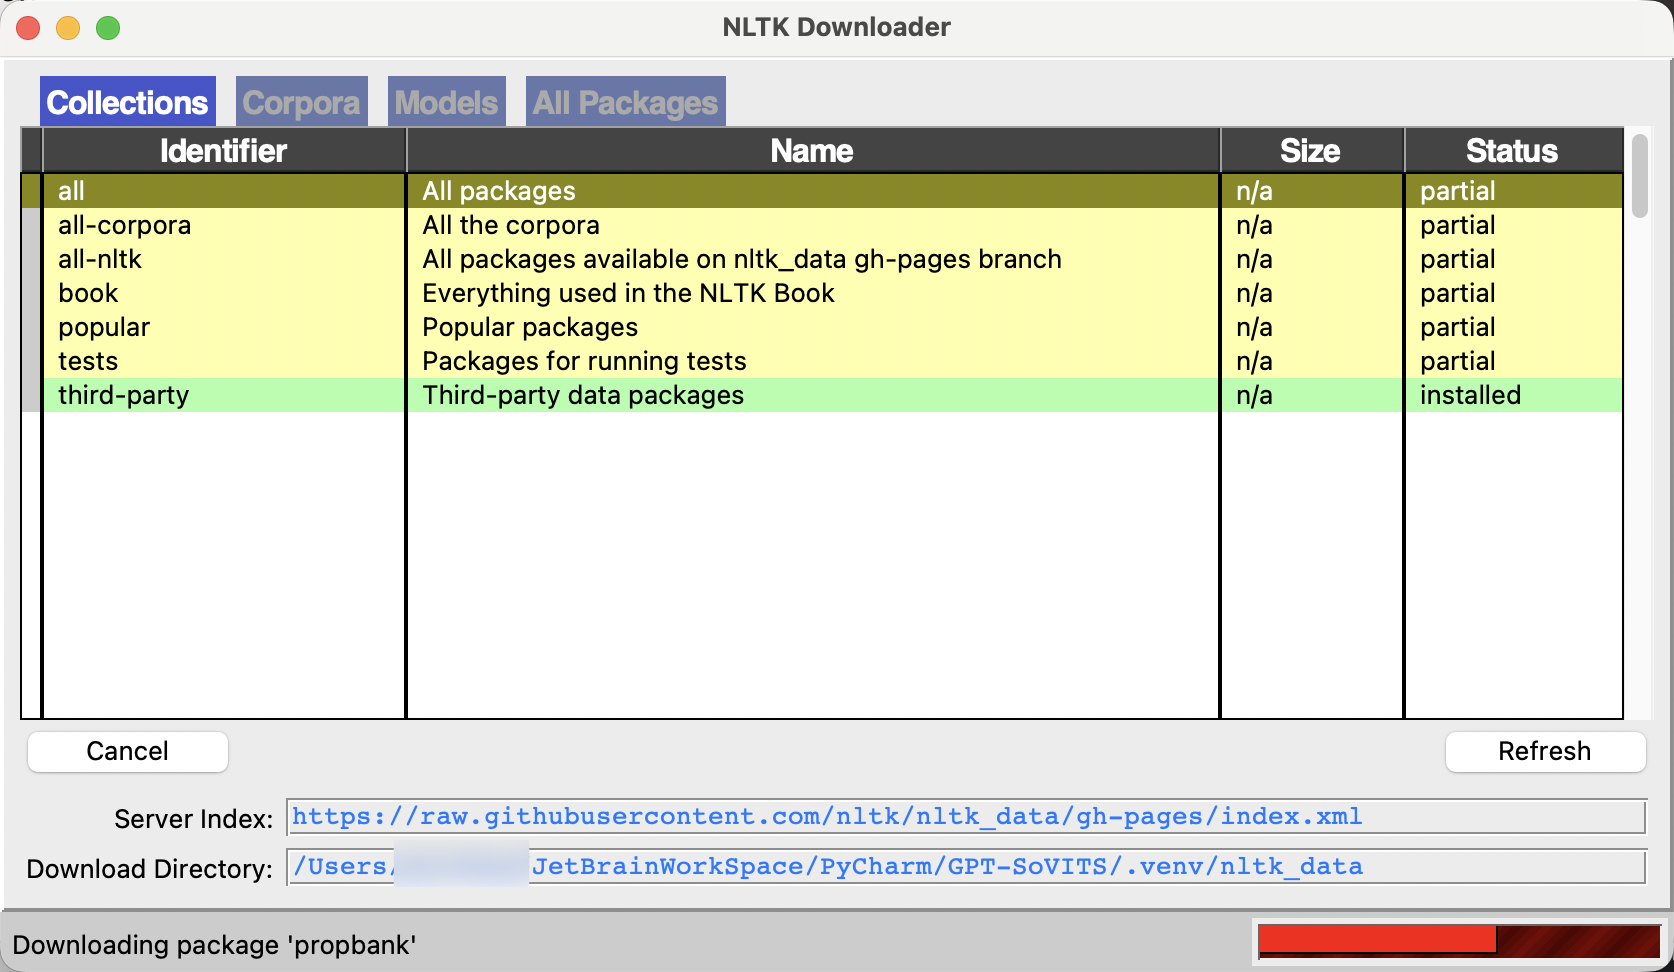 NLTK Downloader
Collections Corpora Models All Packages
Identifier Name Size Status
all All packages n/a partial
all-corpora All the corpora n/a partial
all-nltk All packages available on nltk_data gh-pages branch n/a partial
book Everything used in the NLTK Book n/a partial
popular Popular packages n/a partial
tests Packages for running tests n/a partial
third-party Third-party data packages n/a installed
Cancel Refresh
Server Index: https://raw.githubusercontent.com/nltk/nltk_data/gh-pages/index.xml
Download Directory: /Users/ JetBrainWorkSpace/PyCharm/GPT-SoVITS/.venv/nltk_data
Downloading package 'propbank'